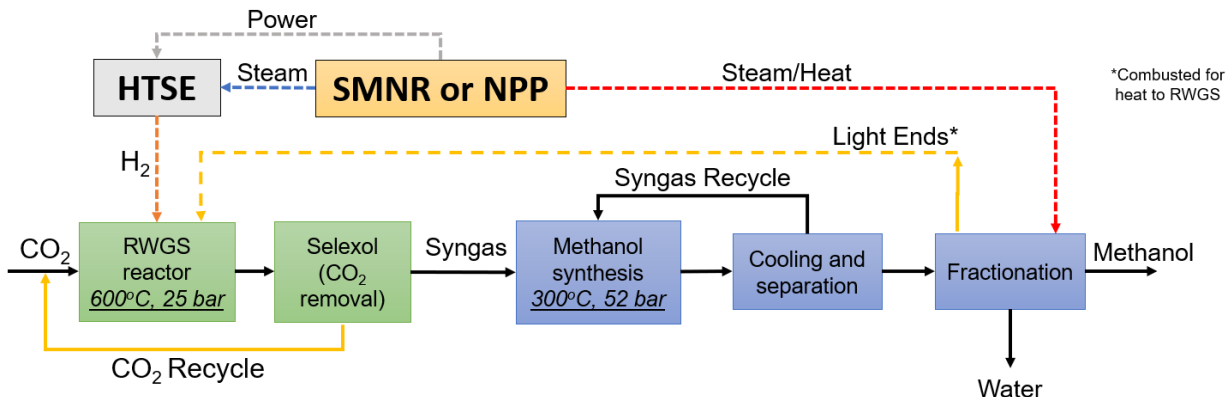 Power
HTSE
Steam
SMNR or NPP
Steam/Heat
*Combusted for
heat to RWGS
H₂
Light Ends*
Syngas Recycle
CO₂
RWGS
reactor
600ºC, 25 bar
Selexol
(CO₂
removal)
Syngas
Methanol
synthesis
300ºC, 52 bar
Cooling and
separation
Fractionation
Methanol
CO₂ Recycle
Water